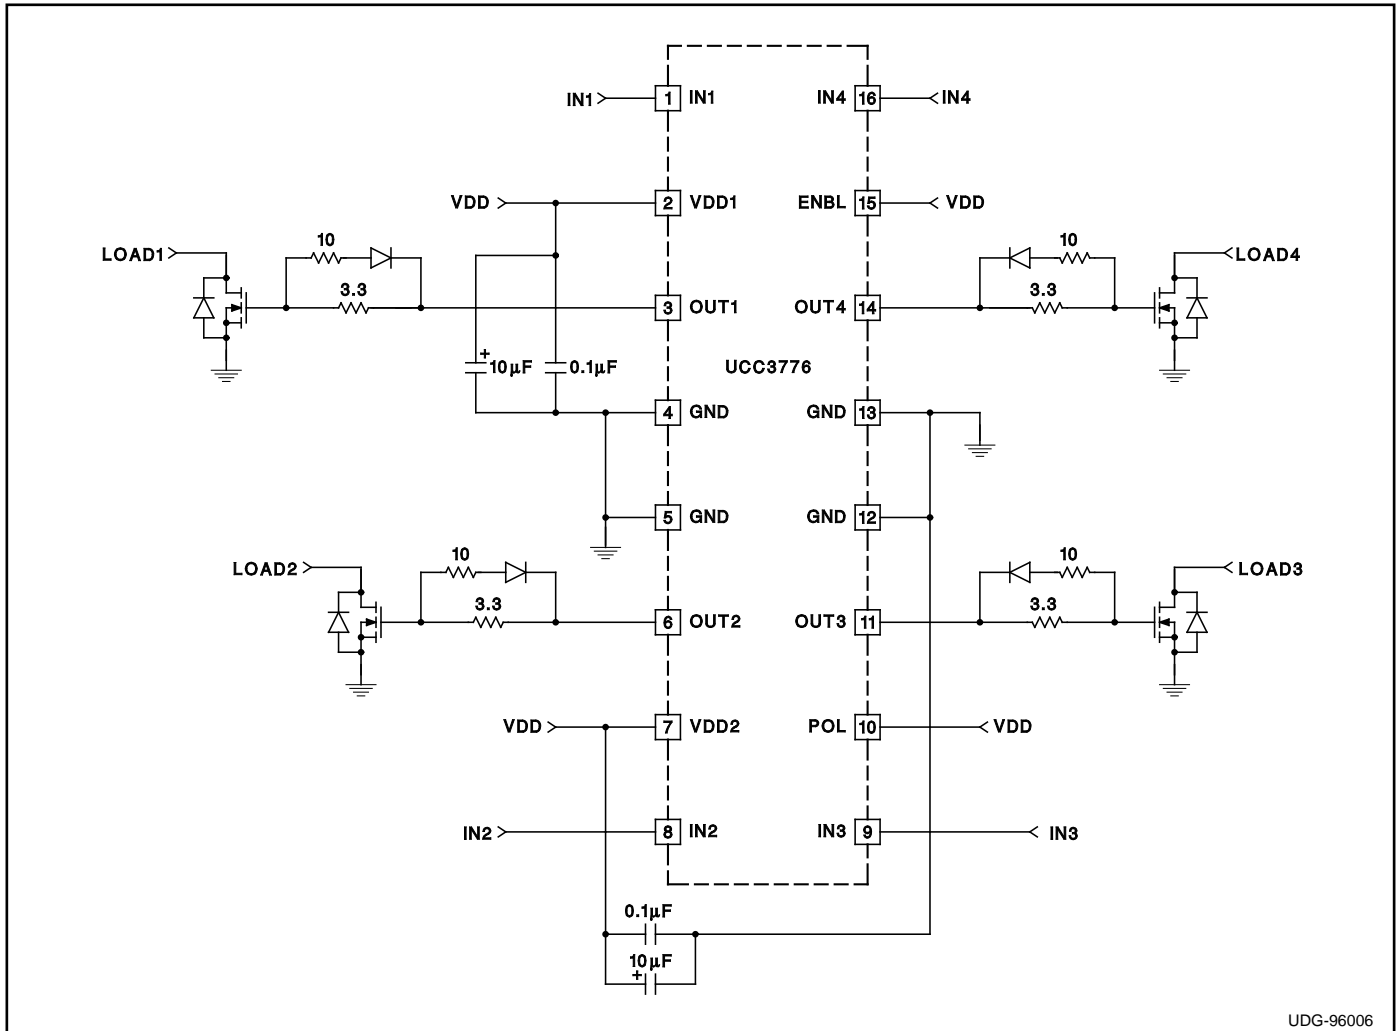 IN1 1 IN1 IN4 16 IN4
VDD 2 VDD1 ENBL 15 VDD
LOAD1 10 10 LOAD4
3.3 3 OUT1 OUT4 14 3.3
+ 10µF 0.1µF UCC3776
4 GND GND 13
5 GND GND 12
LOAD2 10 10 LOAD3
3.3 6 OUT2 OUT3 11 3.3
VDD 7 VDD2 POL 10 VDD
IN2 8 IN2 IN3 9 IN3
0.1µF
10µF
+
UDG-96006